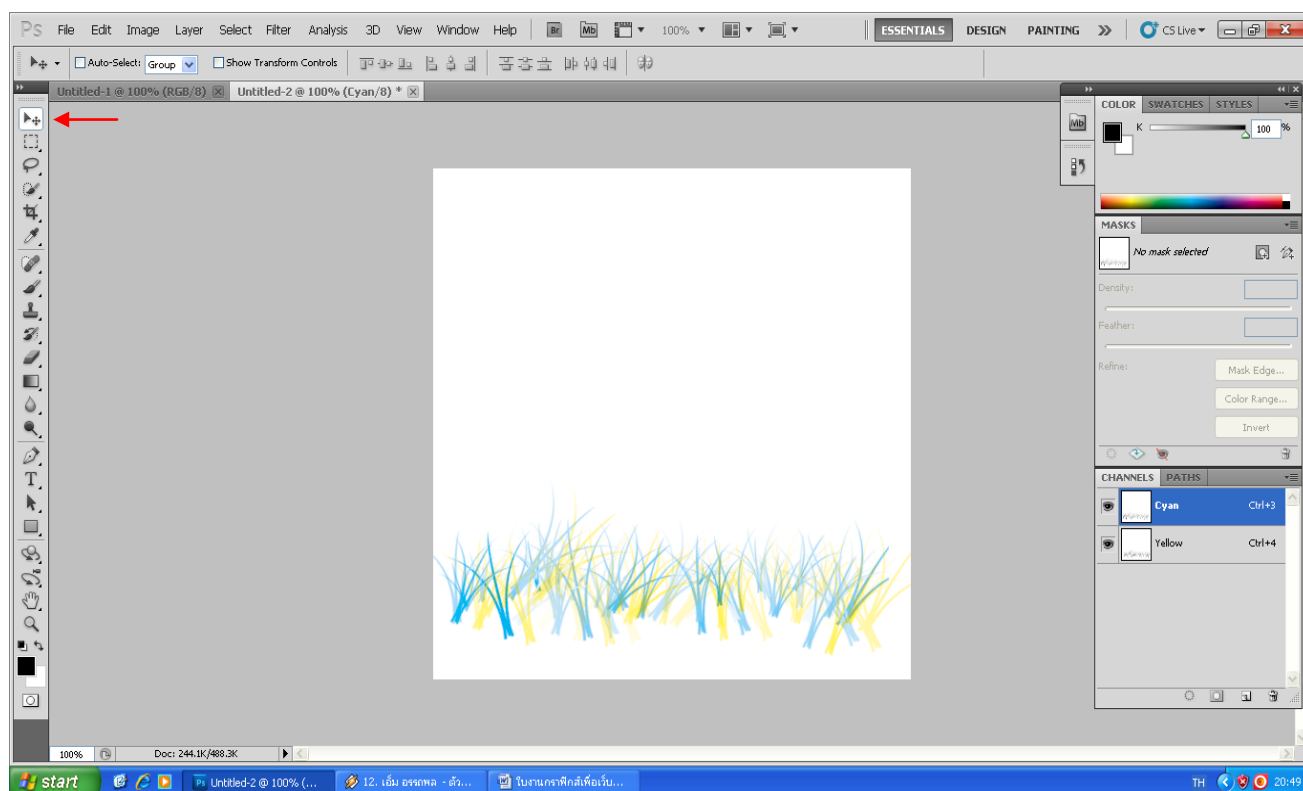 Ps File Edit Image Layer Select Filter Analysis 3D View Window Help Br Mb 100% ESSENTIALS DESIGN PAINTING CS Live
Auto-Select: Group Show Transform Controls
Untitled-1 @ 100% (RGB/8) Untitled-2 @ 100% (Cyan/8) *
COLOR SWATCHES STYLES
Mb
K 100 %
MASKS
No mask selected
Density:
Feather:
Refine:
Mask Edge...
Color Range...
Invert
CHANNELS PATHS
Cyan Ctrl+3
Yellow Ctrl+4
T
100% Doc: 244.1K/488.3K
start Ps Untitled-2 @ 100% (... 12. เอ็ม อรรถพล - ตัว... ใบงานกราฟิกส์เพื่อเว็บ... TH 20:49